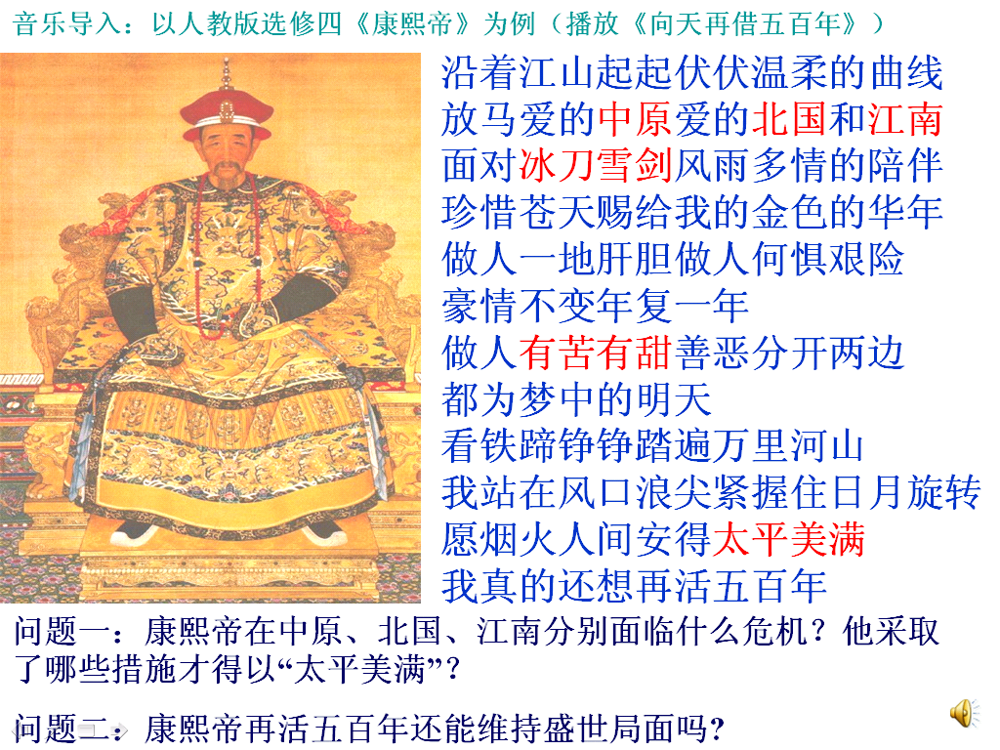 音乐导入：以人教版选修四《康熙帝》为例（播放《向天再借五百年》）
沿着江山起起伏伏温柔的曲线
放马爱的中原爱的北国和江南
面对冰刀雪剑风雨多情的陪伴
珍惜苍天赐给我的金色的华年
做人一地肝胆做人何惧艰险
豪情不变年复一年
做人有苦有甜善恶分开两边
都为梦中的明天
看铁蹄铮铮踏遍万里河山
我站在风口浪尖紧握住日月旋转
愿烟火人间安得太平美满
我真的还想再活五百年
问题一：康熙帝在中原、北国、江南分别面临什么危机？他采取
了哪些措施才得以“太平美满”？
问题二：康熙帝再活五百年还能维持盛世局面吗?